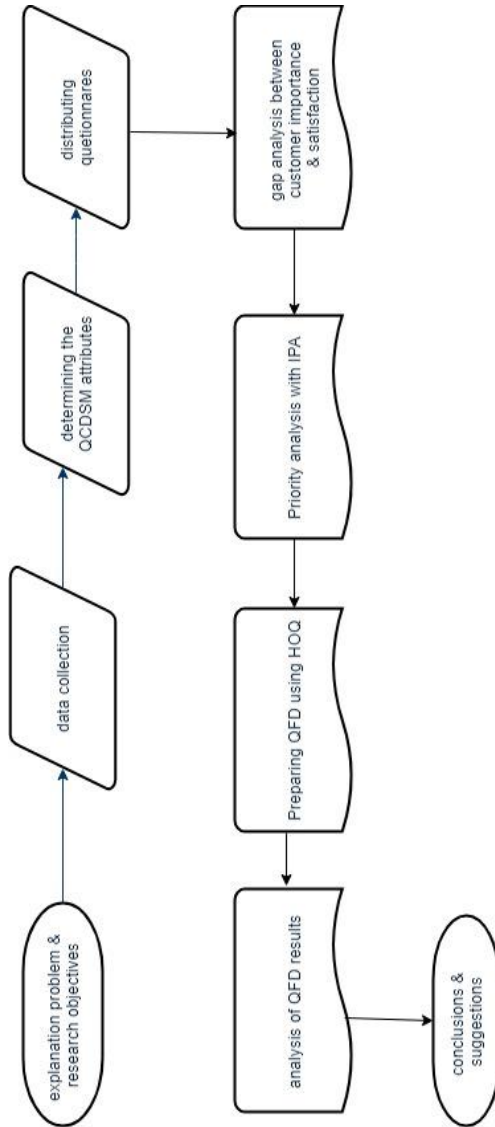 explanation problem &
research objectives
data collection
determining the
QCDSM attributes
distributing
quetionnares
gap analysis between
customer importance
& satisfaction
Priority analysis with IPA
Preparing QFD using HOQ
analysis of QFD results
conclusions &
suggestions